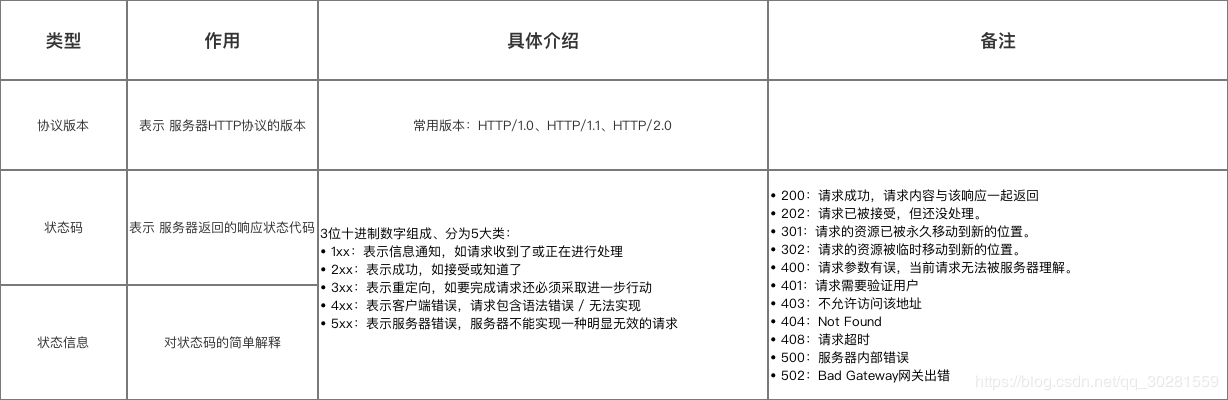 类型
作用
具体介绍
备注
协议版本
表示 服务器HTTP协议的版本
常用版本：HTTP/1.0、HTTP/1.1、HTTP/2.0
状态码
表示 服务器返回的响应状态代码
3位十进制数字组成、分为5大类：
• 1xx：表示信息通知，如请求收到了或正在进行处理
• 2xx：表示成功，如接受或知道了
• 3xx：表示重定向，如要完成请求还必须采取进一步行动
• 4xx：表示客户端错误，请求包含语法错误 / 无法实现
• 5xx：表示服务器错误，服务器不能实现一种明显无效的请求
• 200：请求成功，请求内容与该响应一起返回
• 202：请求已被接受，但还没处理。
• 301：请求的资源已被永久移动到新的位置。
• 302：请求的资源被临时移动到新的位置。
• 400：请求参数有误，当前请求无法被服务器理解。
• 401：请求需要验证用户
• 403：不允许访问该地址
• 404：Not Found
• 408：请求超时
• 500：服务器内部错误
• 502：Bad Gateway网关出错
状态信息
对状态码的简单解释
https://blog.csdn.net/qq_30281559